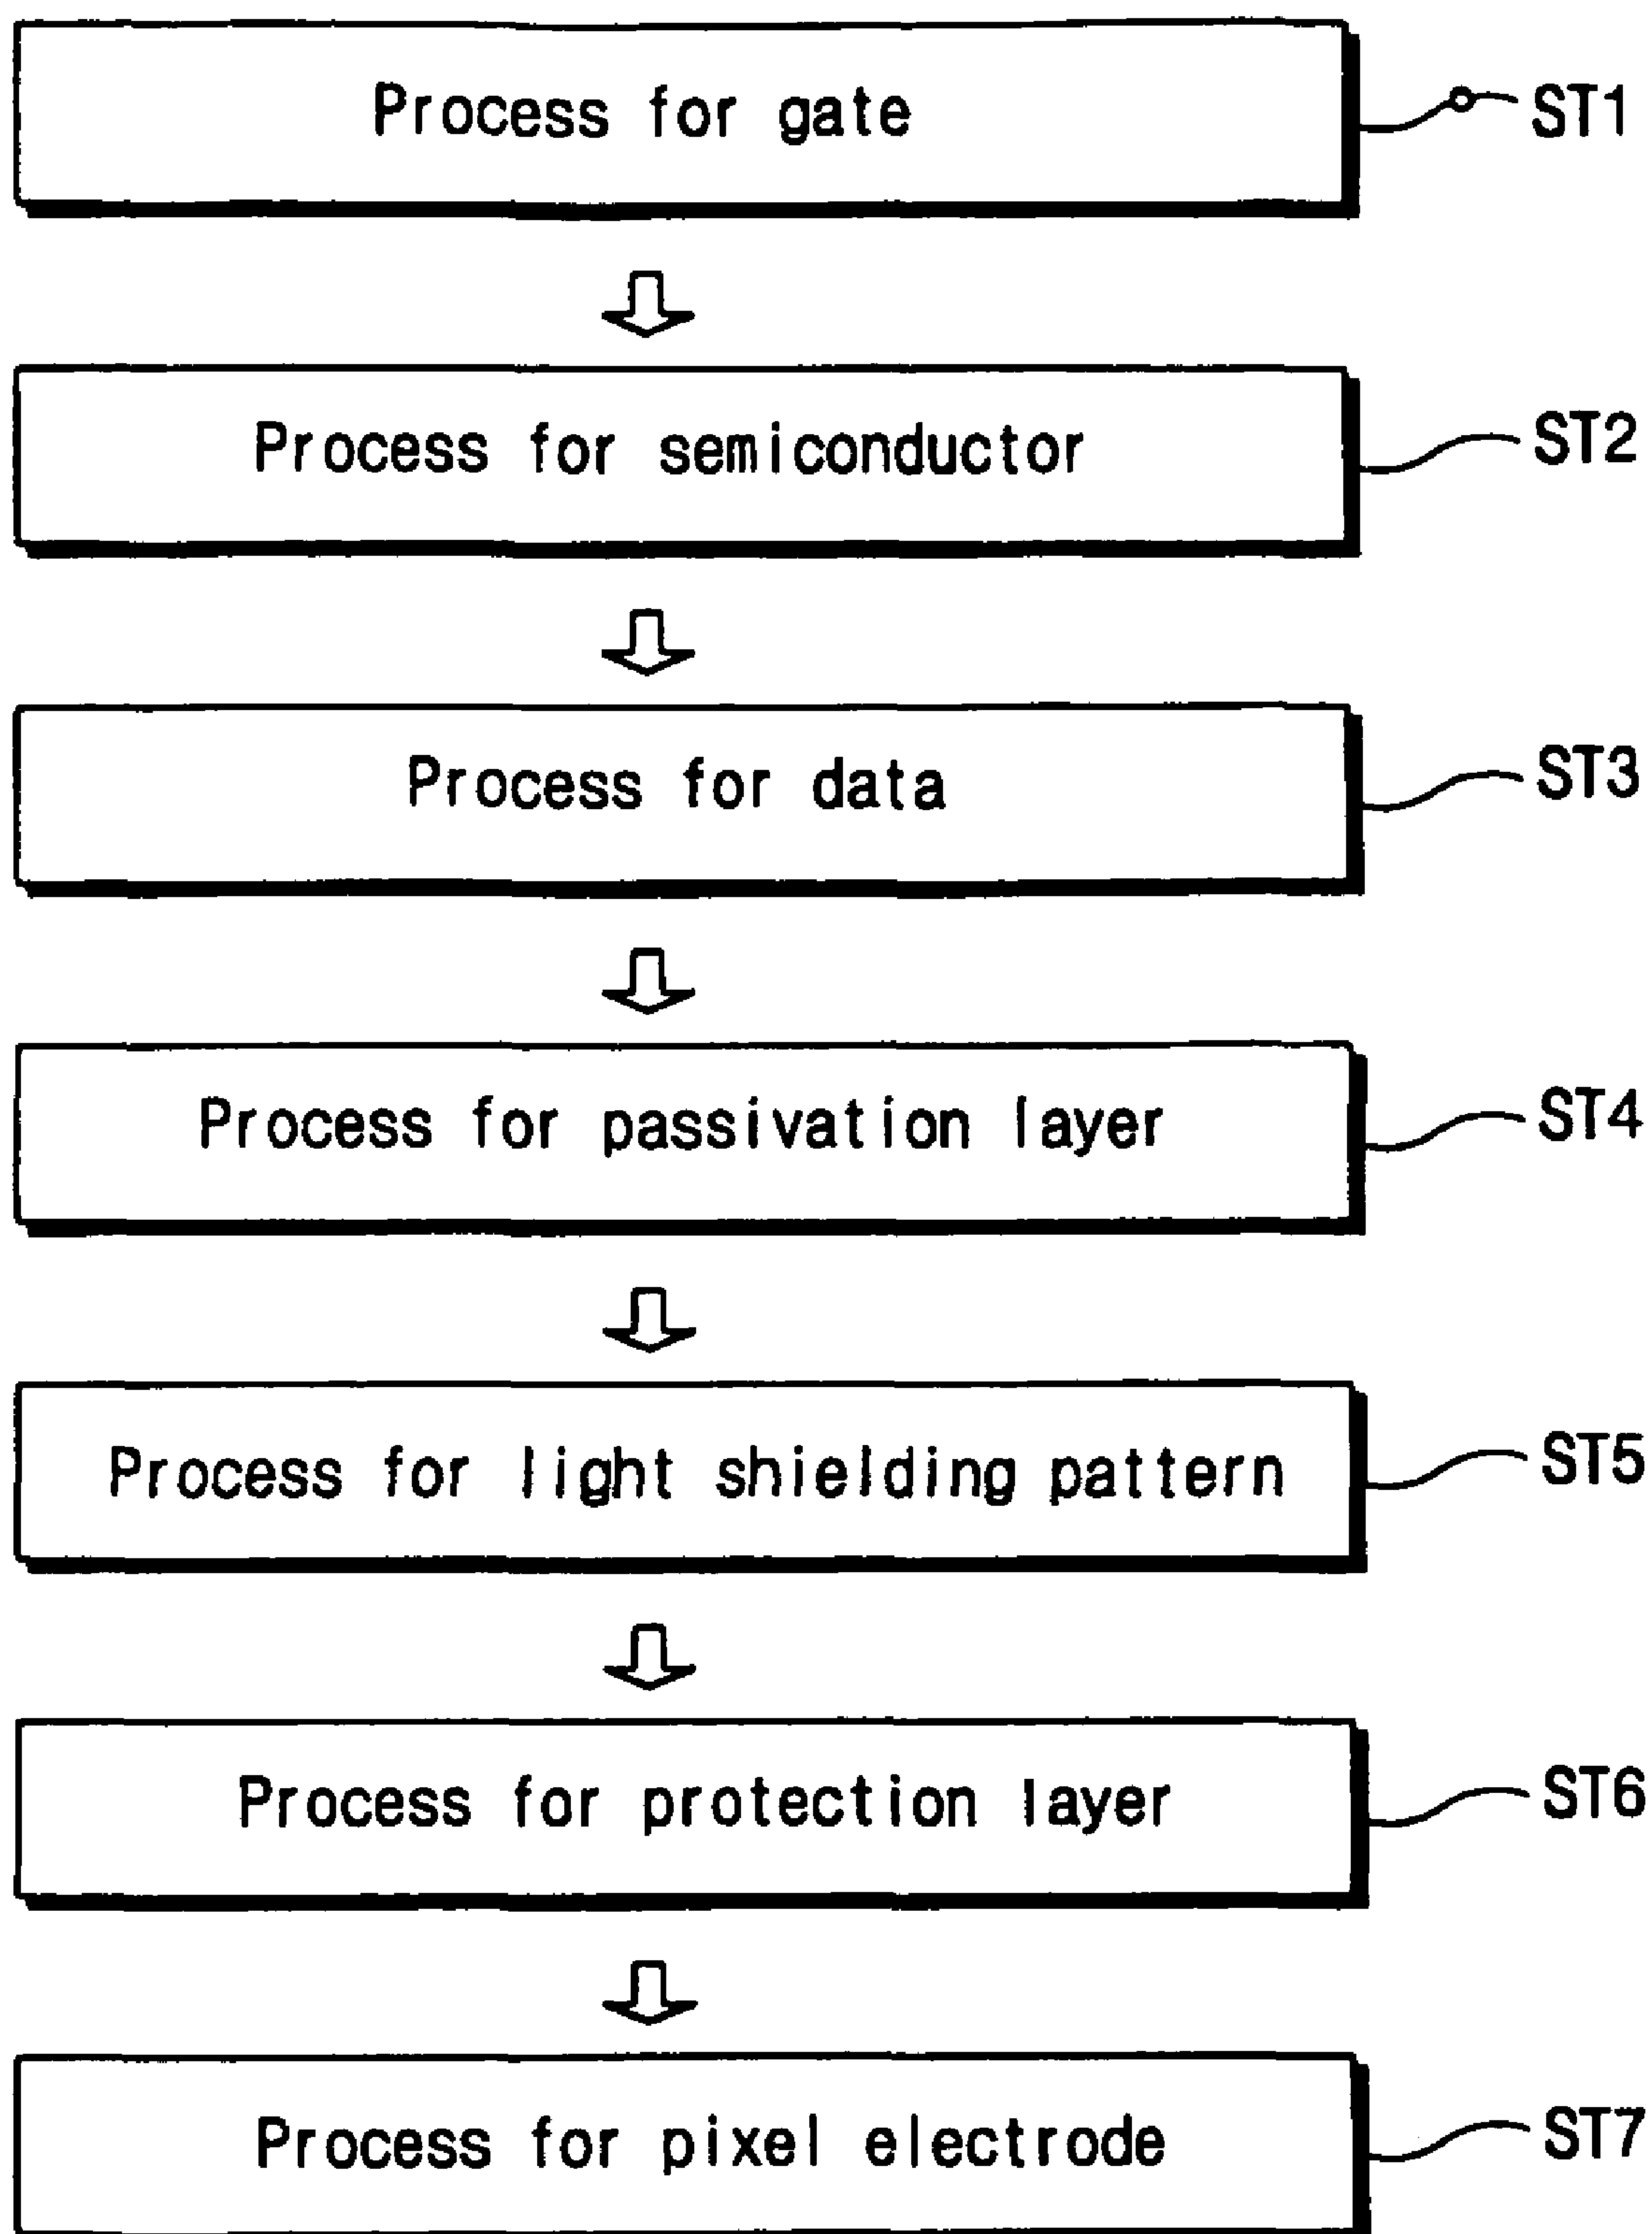 Process for gate ST1
Process for semiconductor ST2
Process for data ST3
Process for passivation layer ST4
Process for light shielding pattern ST5
Process for protection layer ST6
Process for pixel electrode ST7